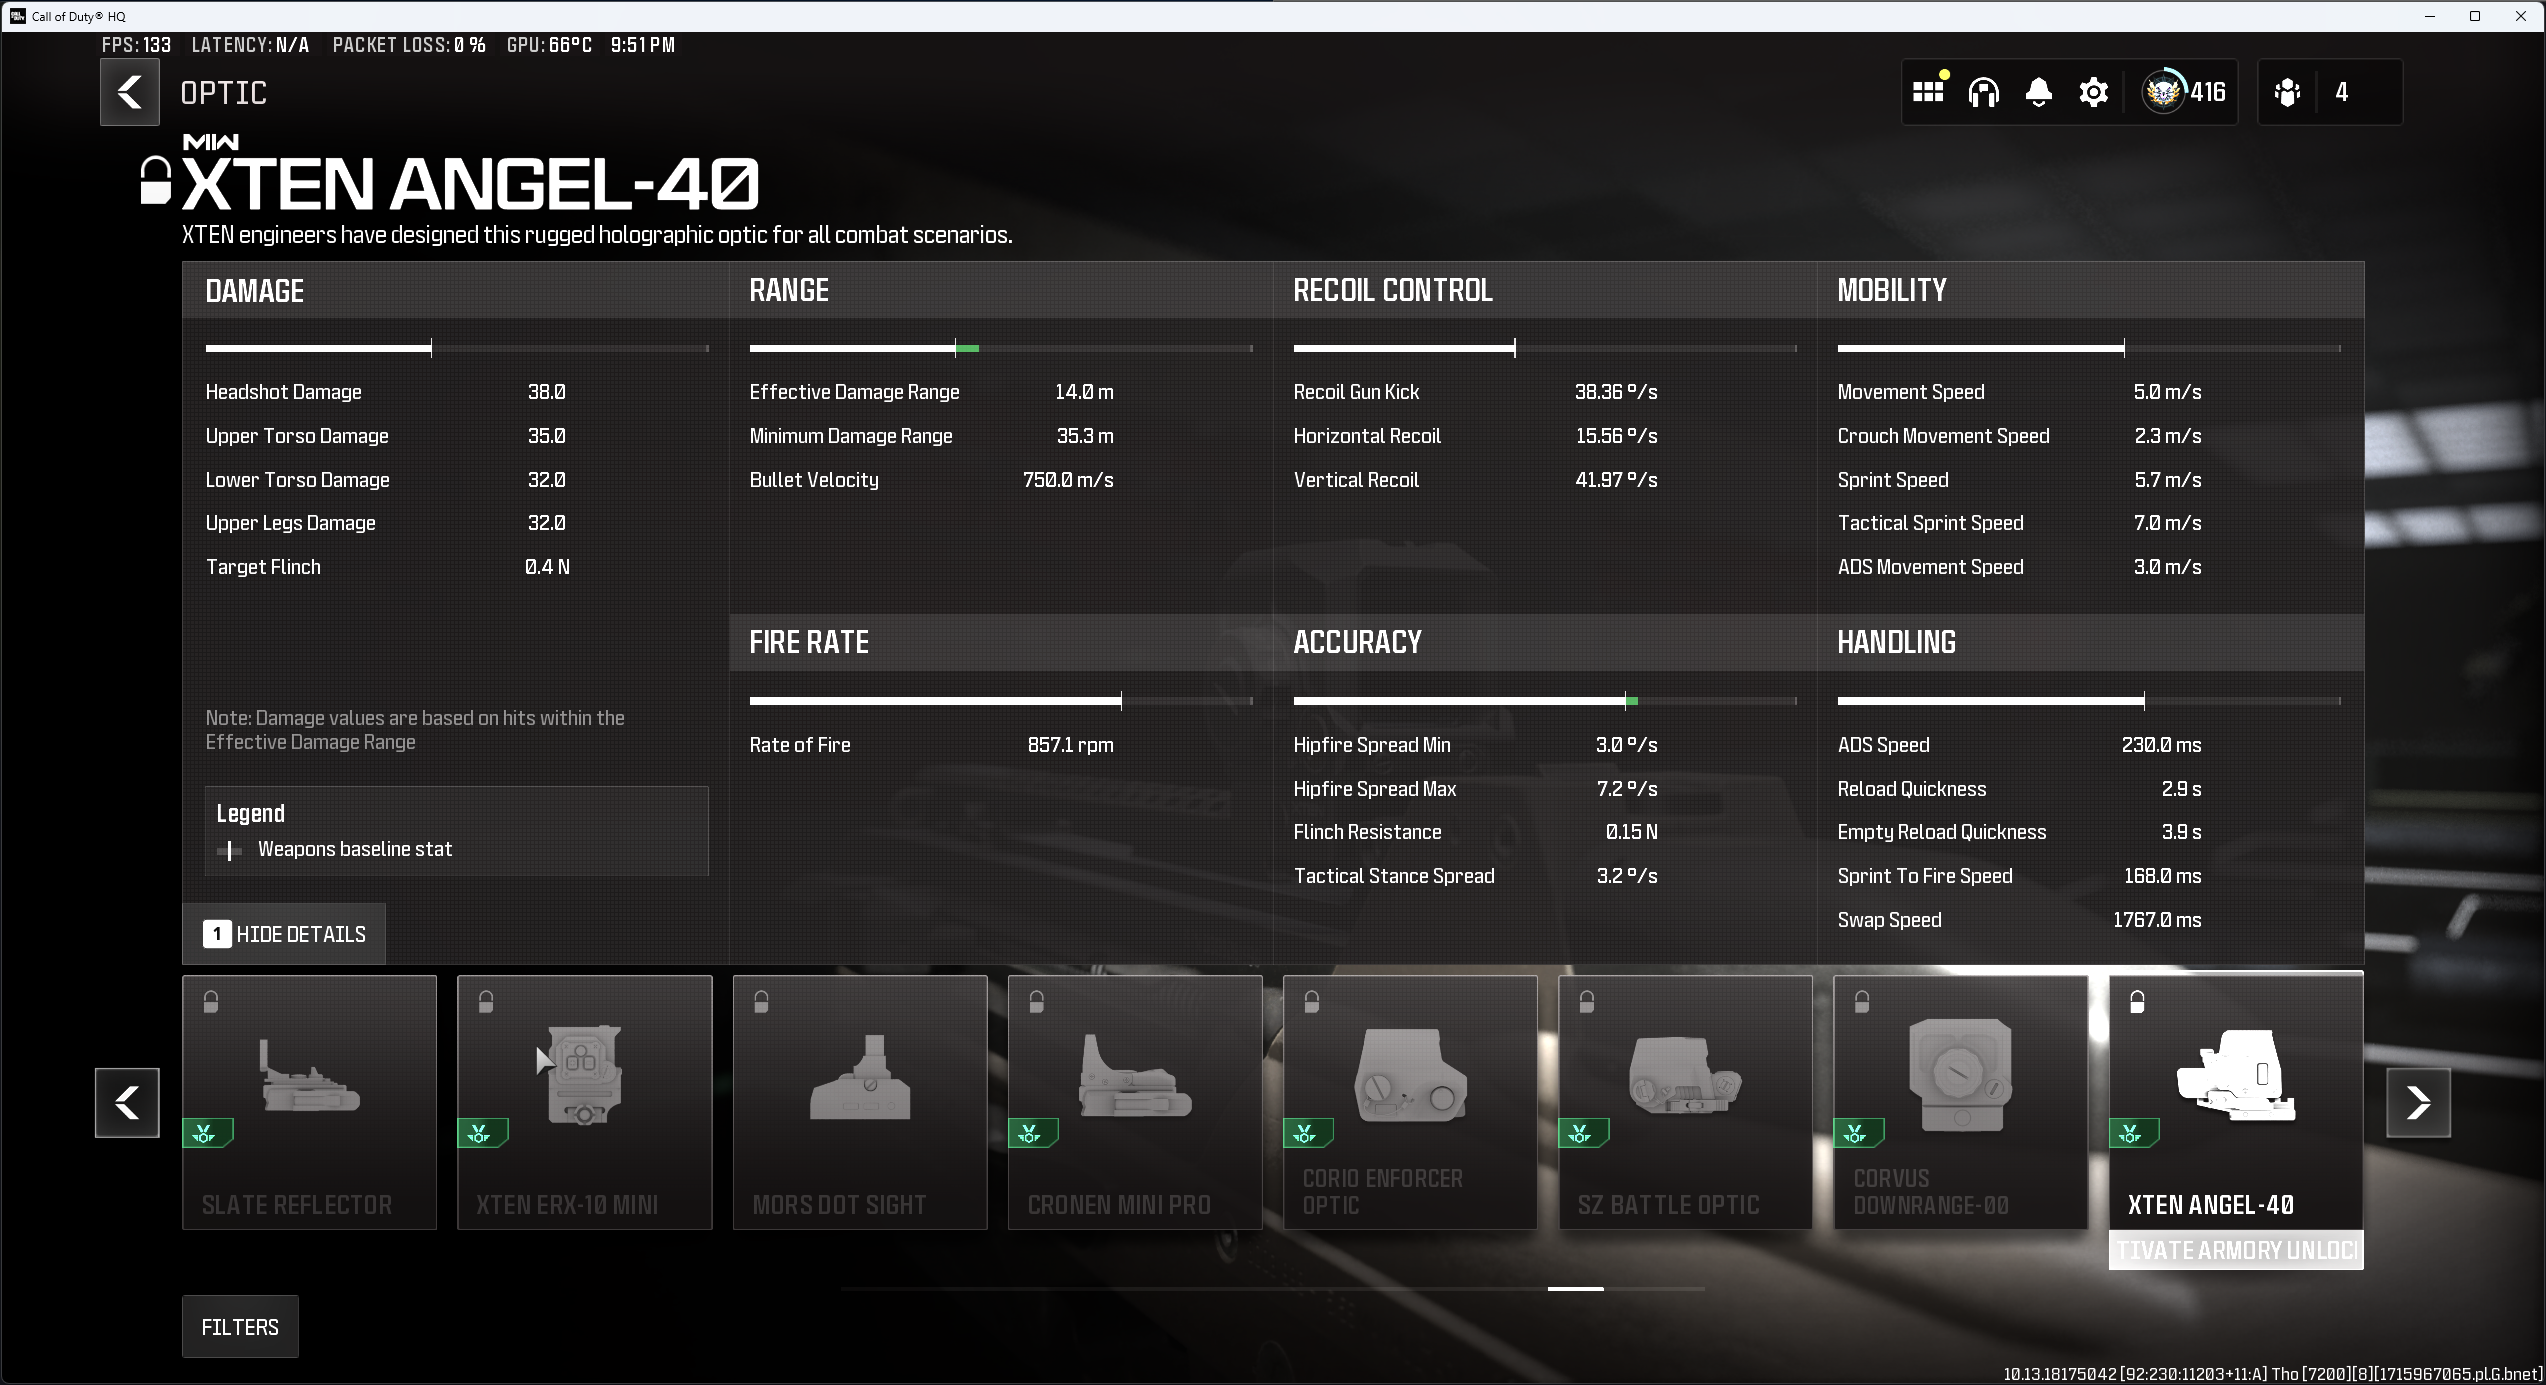 Call of Duty® HQ
FPS: 133 LATENCY: N/A PACKET LOSS: 0 % GPU: 66ºC 9:51 PM
OPTIC
416
4
MW
XTEN ANGEL-40
XTEN engineers have designed this rugged holographic optic for all combat scenarios.
DAMAGE
Headshot Damage 38.0
Upper Torso Damage 35.0
Lower Torso Damage 32.0
Upper Legs Damage 32.0
Target Flinch 0.4 N
Note: Damage values are based on hits within the
Effective Damage Range
Legend
Weapons baseline stat
1 HIDE DETAILS
RANGE
Effective Damage Range 14.0 m
Minimum Damage Range 35.3 m
Bullet Velocity 750.0 m/s
FIRE RATE
Rate of Fire 857.1 rpm
RECOIL CONTROL
Recoil Gun Kick 38.36 º/s
Horizontal Recoil 15.56 º/s
Vertical Recoil 41.97 º/s
ACCURACY
Hipfire Spread Min 3.0 º/s
Hipfire Spread Max 7.2 º/s
Flinch Resistance 0.15 N
Tactical Stance Spread 3.2 º/s
MOBILITY
Movement Speed 5.0 m/s
Crouch Movement Speed 2.3 m/s
Sprint Speed 5.7 m/s
Tactical Sprint Speed 7.0 m/s
ADS Movement Speed 3.0 m/s
HANDLING
ADS Speed 230.0 ms
Reload Quickness 2.9 s
Empty Reload Quickness 3.9 s
Sprint To Fire Speed 168.0 ms
Swap Speed 1767.0 ms
SLATE REFLECTOR
XTEN ERX-10 MINI
MORS DOT SIGHT
CRONEN MINI PRO
CORIO ENFORCER
OPTIC
SZ BATTLE OPTIC
CORVUS
DOWNRANGE-00
XTEN ANGEL-40
TIVATE ARMORY UNLOC
FILTERS
10.13.18175042 [92:230:11203+11:A] Tho [7200][8][1715967065.pl.G.bnet]